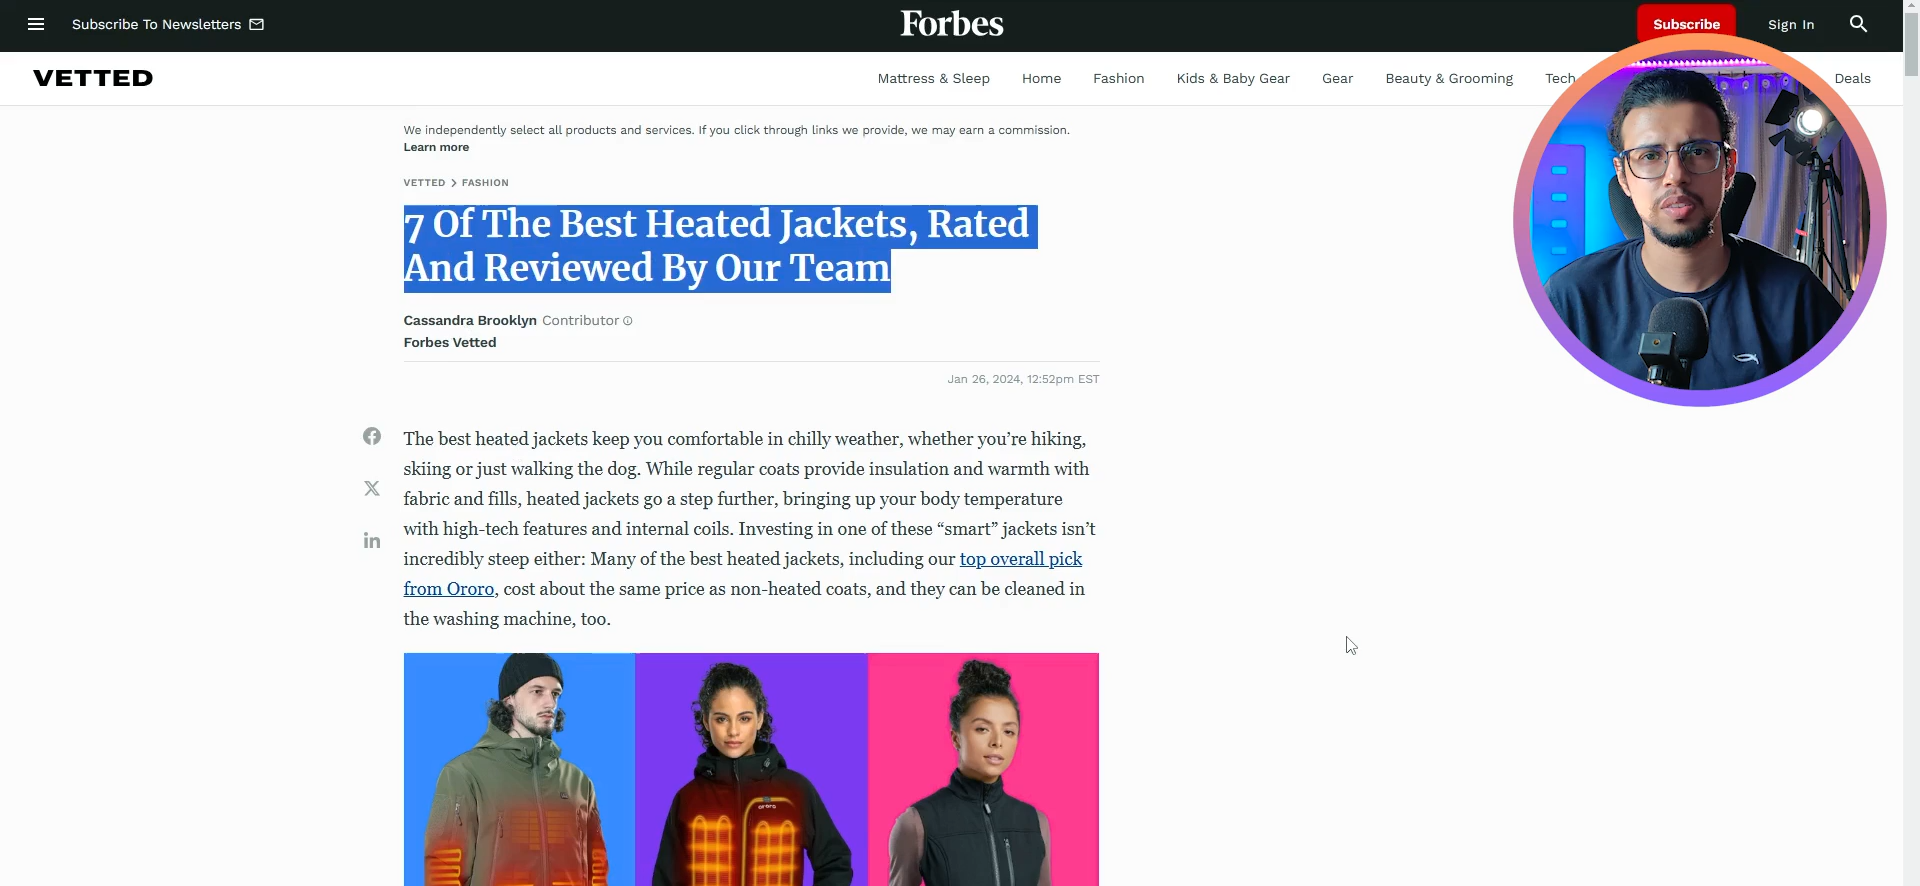 Subscribe To Newsletters
Forbes
Subscribe
Sign In
VETTED
Mattress & Sleep
Home
Fashion
Kids & Baby Gear
Gear
Beauty & Grooming
Tech
Deals
We independently select all products and services. If you click through links we provide, we may earn a commission.
Learn more
VETTED > FASHION
7 Of The Best Heated Jackets, Rated
And Reviewed By Our Team
Cassandra Brooklyn Contributor
Forbes Vetted
Jan 26, 2024, 12:52pm EST
The best heated jackets keep you comfortable in chilly weather, whether you’re hiking,
skiing or just walking the dog. While regular coats provide insulation and warmth with
fabric and fills, heated jackets go a step further, bringing up your body temperature
with high-tech features and internal coils. Investing in one of these “smart” jackets isn’t
incredibly steep either: Many of the best heated jackets, including our top overall pick
from Ororo, cost about the same price as non-heated coats, and they can be cleaned in
the washing machine, too.
ororo